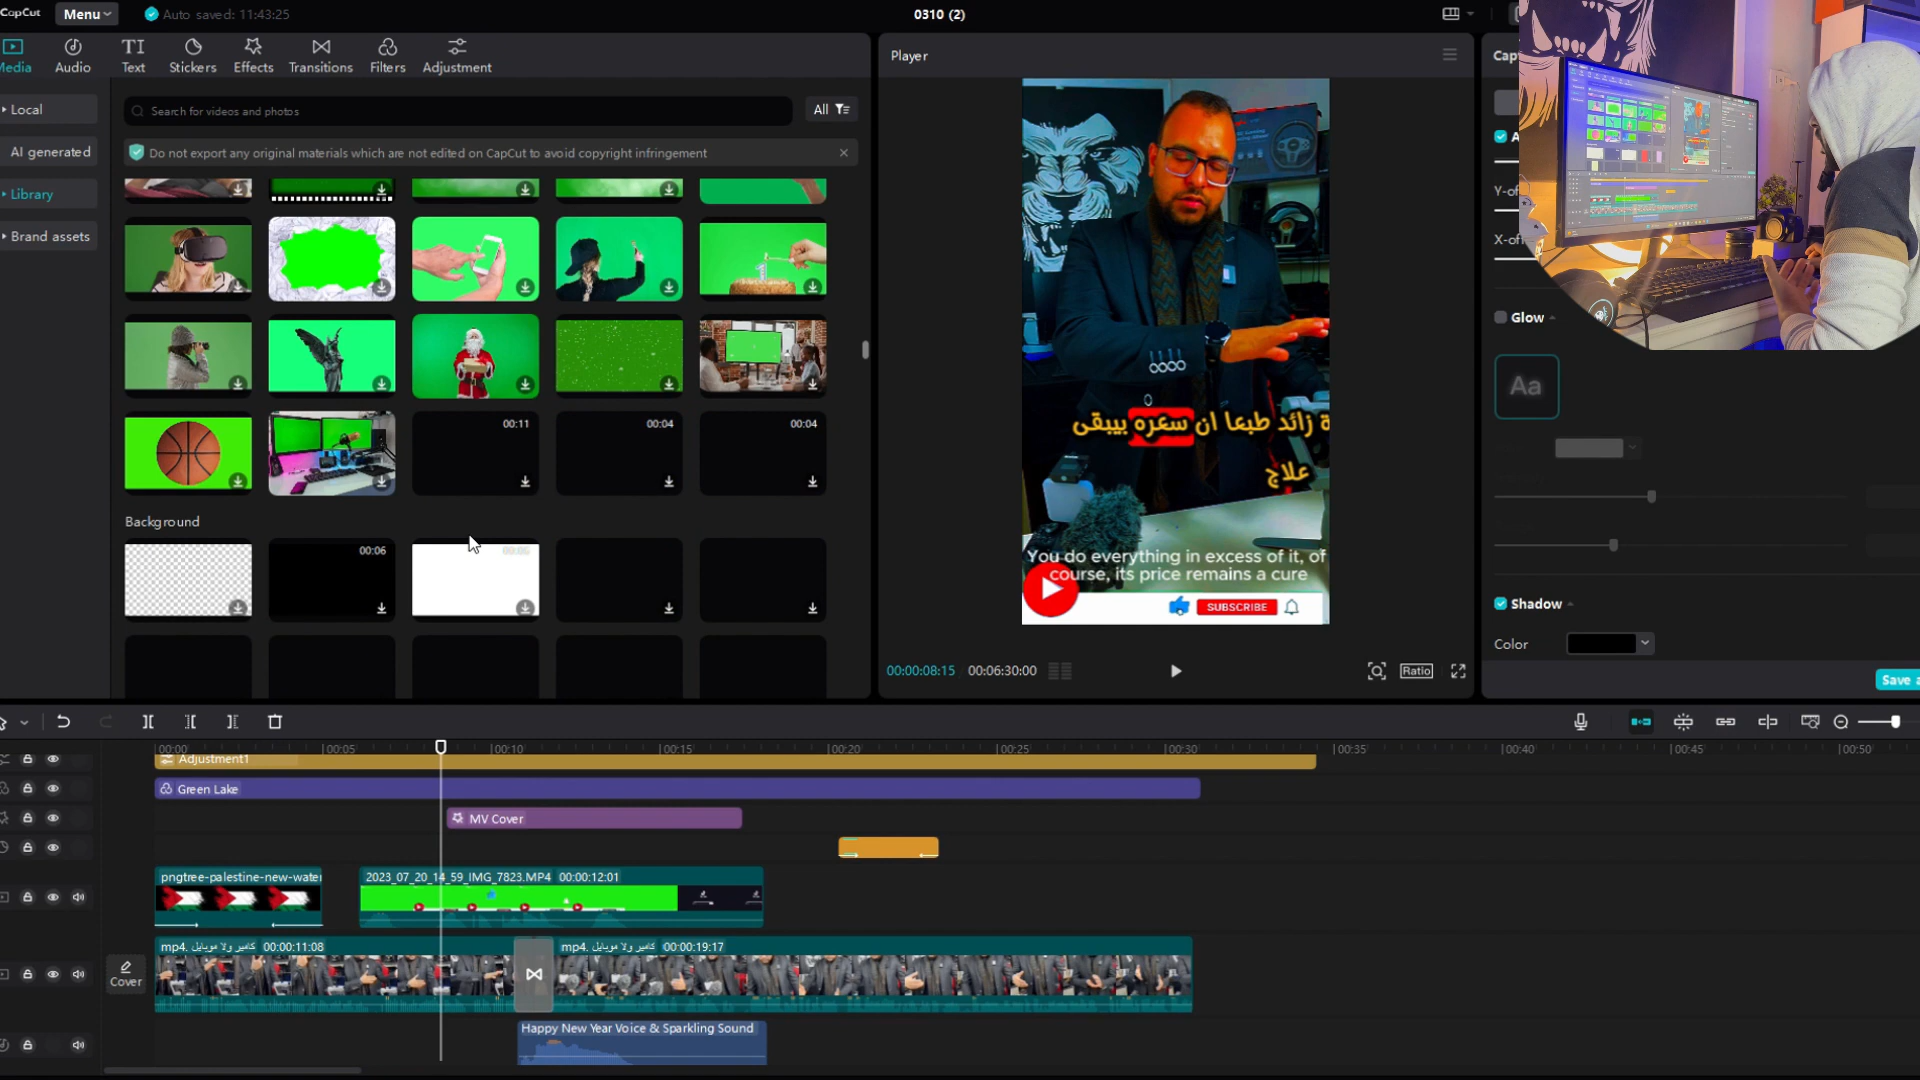 CapCut
Menu
Auto saved: 11:43:25
0310 (2)
Media
Audio
Text
Stickers
Effects
Transitions
Filters
Adjustment
Local
AI generated
Library
Brand assets
Search for videos and photos
All
Do not export any original materials which are not edited on CapCut to avoid copyright infringement
00:11
00:04
00:04
Background
00:06
00:06
Player
ة زائد طبعا ان سعره بيبقى
علاج
You do everything in excess of it, of
course, its price remains a cure
SUBSCRIBE
00:00:08:15
00:06:30:00
Ratio
Cap
Y-of
X-of
Glow
Aa
Shadow
Color
Save a
00:00
00:05
00:10
00:15
00:20
00:25
00:30
00:35
00:40
00:45
00:50
Adjustment1
Green Lake
MV Cover
pngtree-palestine-new-water
2023_07_20_14_59_IMG_7823.MP4 00:00:12:01
Cover
كامير ولا موبايل .mp4 00:00:11:08
كامير ولا موبايل .mp4 00:00:19:17
Happy New Year Voice & Sparkling Sound